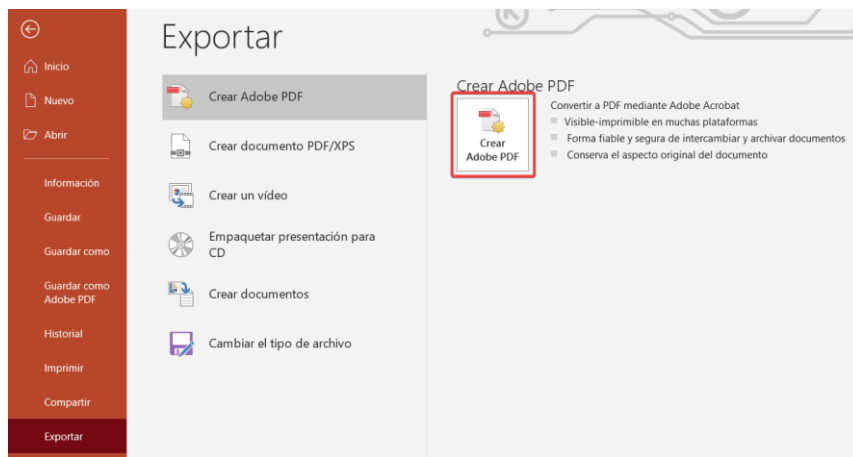 Exportar
Inicio
Nuevo
Abrir
Información
Guardar
Guardar como
Guardar como
Adobe PDF
Historial
Imprimir
Compartir
Exportar
Crear Adobe PDF
Crear documento PDF/XPS
Crear un vídeo
Empaquetar presentación para
CD
Crear documentos
Cambiar el tipo de archivo
Crear Adobe PDF
Crear
Adobe PDF
Convertir a PDF mediante Adobe Acrobat
Visible-imprimible en muchas plataformas
Forma fiable y segura de intercambiar y archivar documentos
Conserva el aspecto original del documento